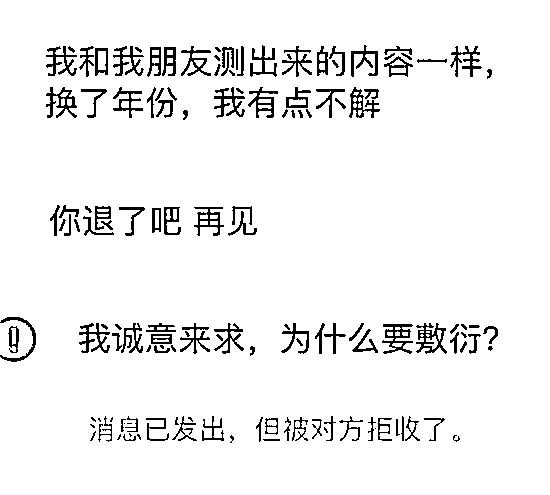 我和我朋友测出来的内容一样，
换了年份，我有点不解
你退了吧 再见
我诚意来求，为什么要敷衍?
消息已发出，但被对方拒收了。